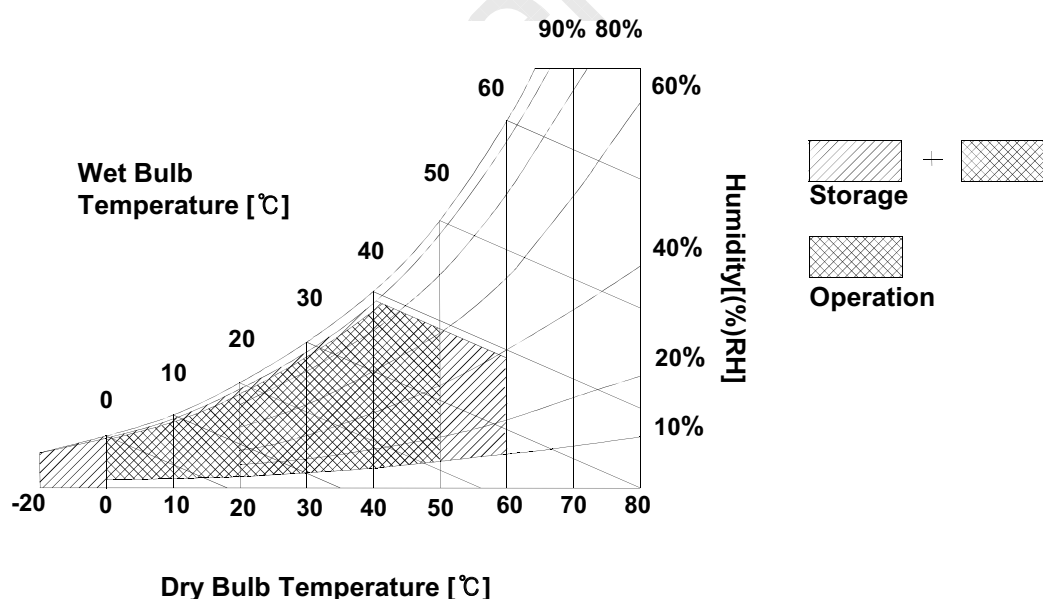 90% 80%
60
60%
50
Wet Bulb
Temperature [℃]
40
40%
Humidity[(%)RH]
30
20
20%
10
10%
0
-20 0 10 20 30 40 50 60 70 80
Dry Bulb Temperature [℃]
+
Storage
Operation